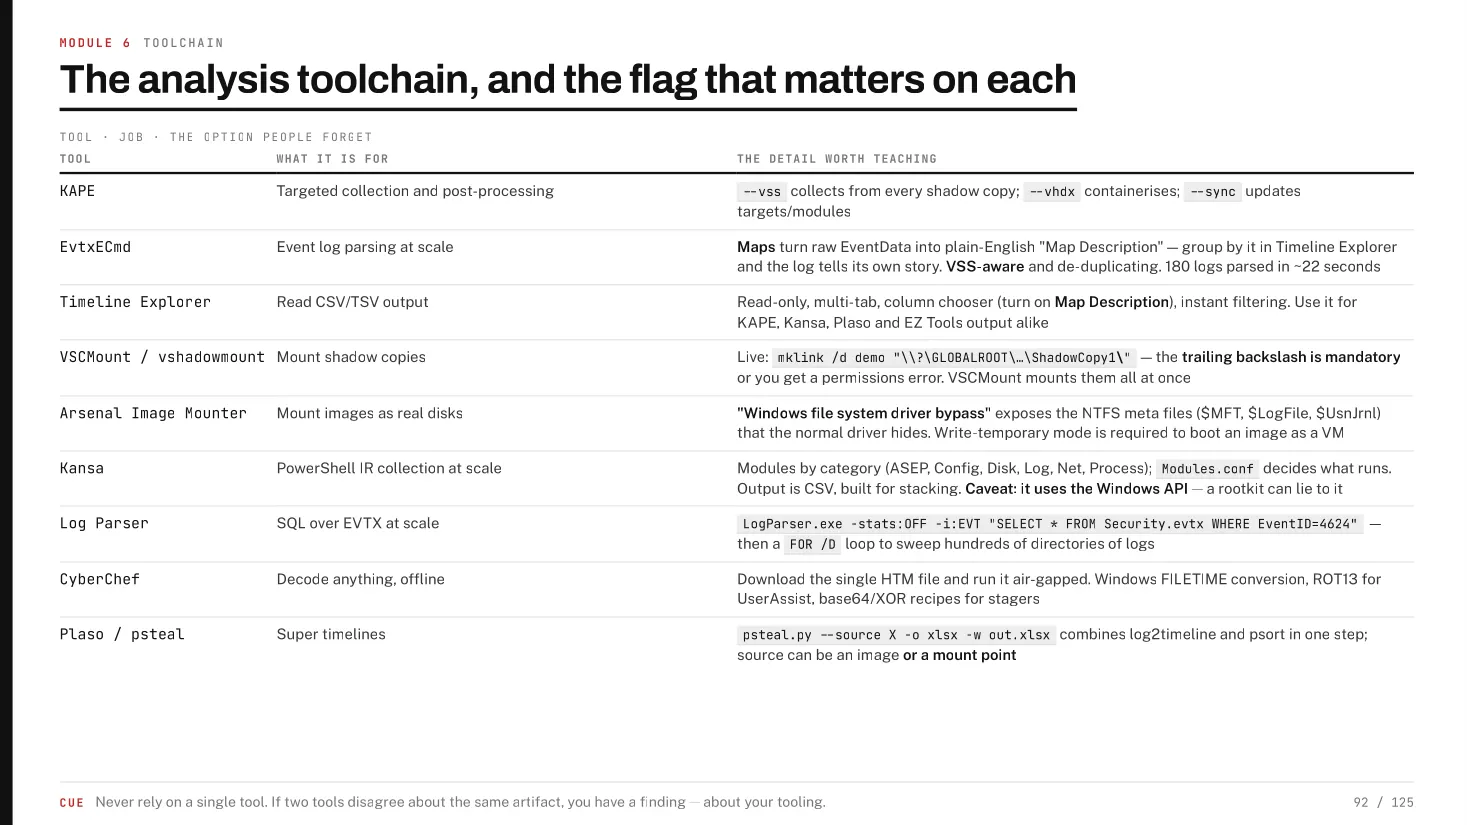 MODULE 6 TOOLCHAIN
The analysis toolchain, and the flag that matters on each
TOOL · JOB · THE OPTION PEOPLE FORGET
TOOL WHAT IT IS FOR THE DETAIL WORTH TEACHING
KAPE Targeted collection and post-processing --vss collects from every shadow copy; --vhdx containerises; --sync updates
targets/modules
EvtxECmd Event log parsing at scale Maps turn raw EventData into plain-English "Map Description" — group by it in Timeline Explorer
and the log tells its own story. VSS-aware and de-duplicating. 180 logs parsed in ~22 seconds
Timeline Explorer Read CSV/TSV output Read-only, multi-tab, column chooser (turn on Map Description), instant filtering. Use it for
KAPE, Kansa, Plaso and EZ Tools output alike
VSCMount / vshadowmount Mount shadow copies Live: mklink /d demo "\\?\GLOBALROOT\…\ShadowCopy1\" — the trailing backslash is mandatory
or you get a permissions error. VSCMount mounts them all at once
Arsenal Image Mounter Mount images as real disks "Windows file system driver bypass" exposes the NTFS meta files ($MFT, $LogFile, $UsnJrnl)
that the normal driver hides. Write-temporary mode is required to boot an image as a VM
Kansa PowerShell IR collection at scale Modules by category (ASEP, Config, Disk, Log, Net, Process); Modules.conf decides what runs.
Output is CSV, built for stacking. Caveat: it uses the Windows API — a rootkit can lie to it
Log Parser SQL over EVTX at scale LogParser.exe -stats:OFF -i:EVT "SELECT * FROM Security.evtx WHERE EventID=4624" —
then a FOR /D loop to sweep hundreds of directories of logs
CyberChef Decode anything, offline Download the single HTM file and run it air-gapped. Windows FILETIME conversion, ROT13 for
UserAssist, base64/XOR recipes for stagers
Plaso / psteal Super timelines psteal.py --source X -o xlsx -w out.xlsx combines log2timeline and psort in one step;
source can be an image or a mount point
CUE Never rely on a single tool. If two tools disagree about the same artifact, you have a finding — about your tooling. 92 / 125